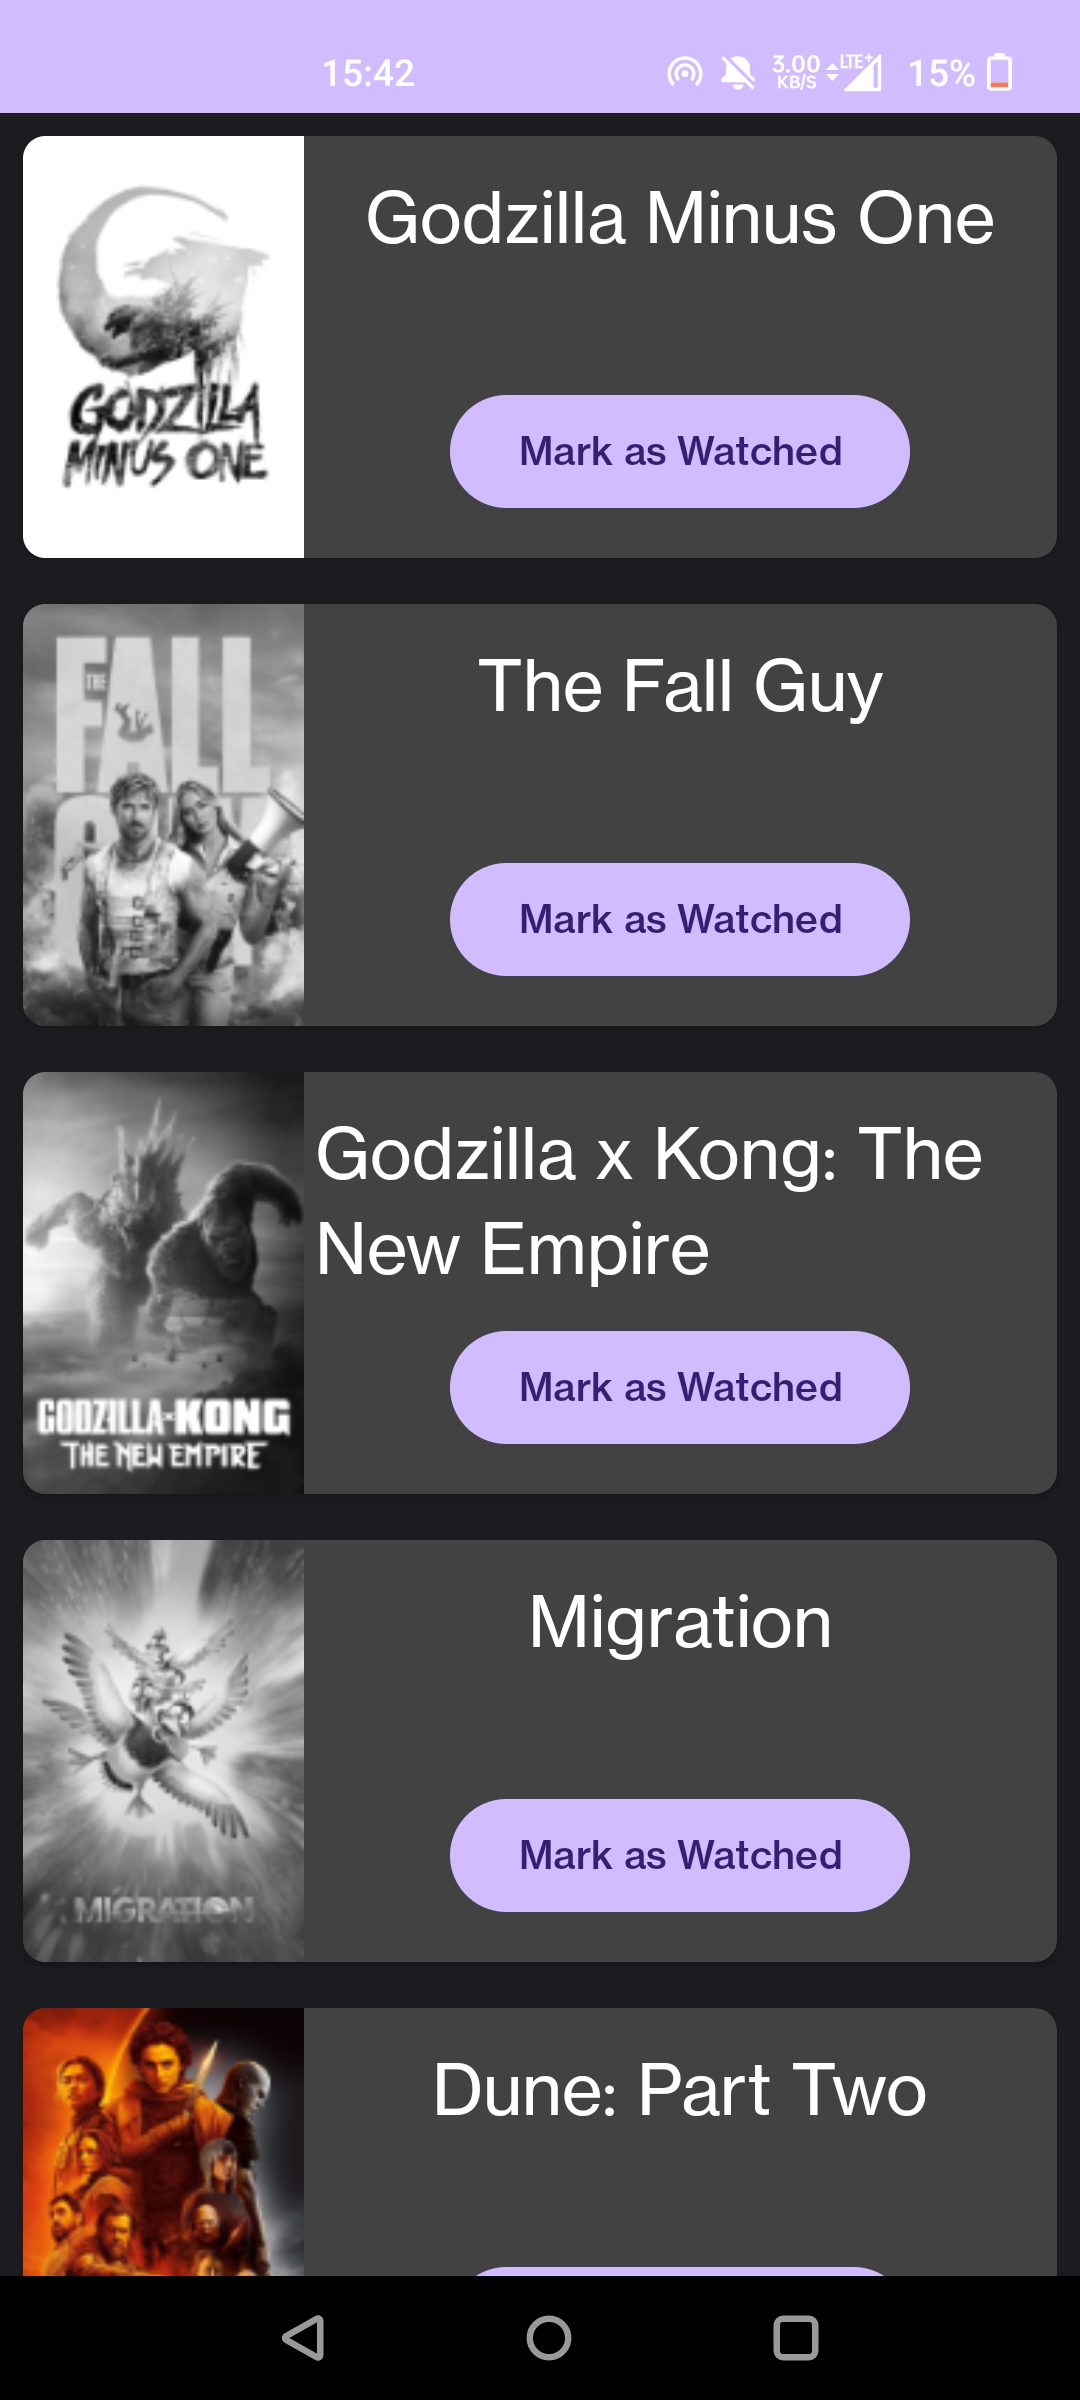 15:42
3.00
KB/S
LTE+
15%
GODZILLA
MINUS ONE
Godzilla Minus One
Mark as Watched
THE
FALL
The Fall Guy
Mark as Watched
GODZILLA x KONG
THE NEW EMPIRE
Godzilla x Kong: The
New Empire
Mark as Watched
MIGRATION
Migration
Mark as Watched
Dune: Part Two